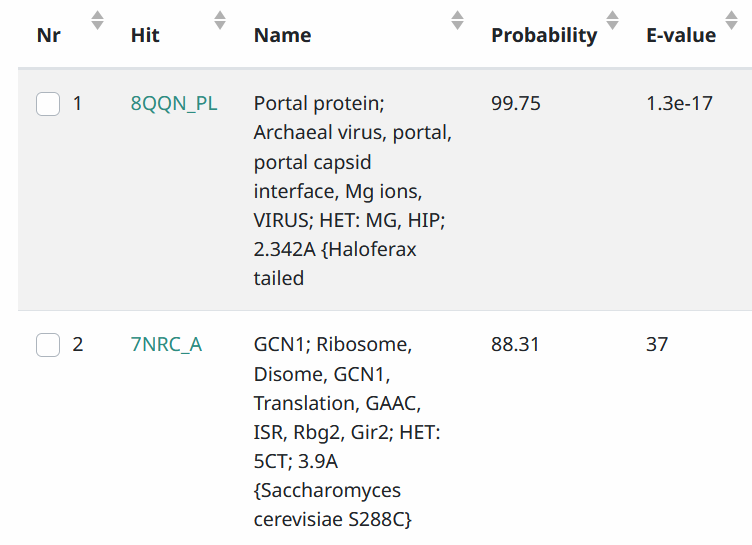 Nr Hit Name Probability E-value
1 8QQN_PL Portal protein; 99.75 1.3e-17
Archaeal virus, portal,
portal capsid
interface, Mg ions,
VIRUS; HET: MG, HIP;
2.342A {Haloferax
tailed
2 7NRC_A GCN1; Ribosome, 88.31 37
Disome, GCN1,
Translation, GAAC,
ISR, Rbg2, Gir2; HET:
5CT; 3.9A
{Saccharomyces
cerevisiae S288C}